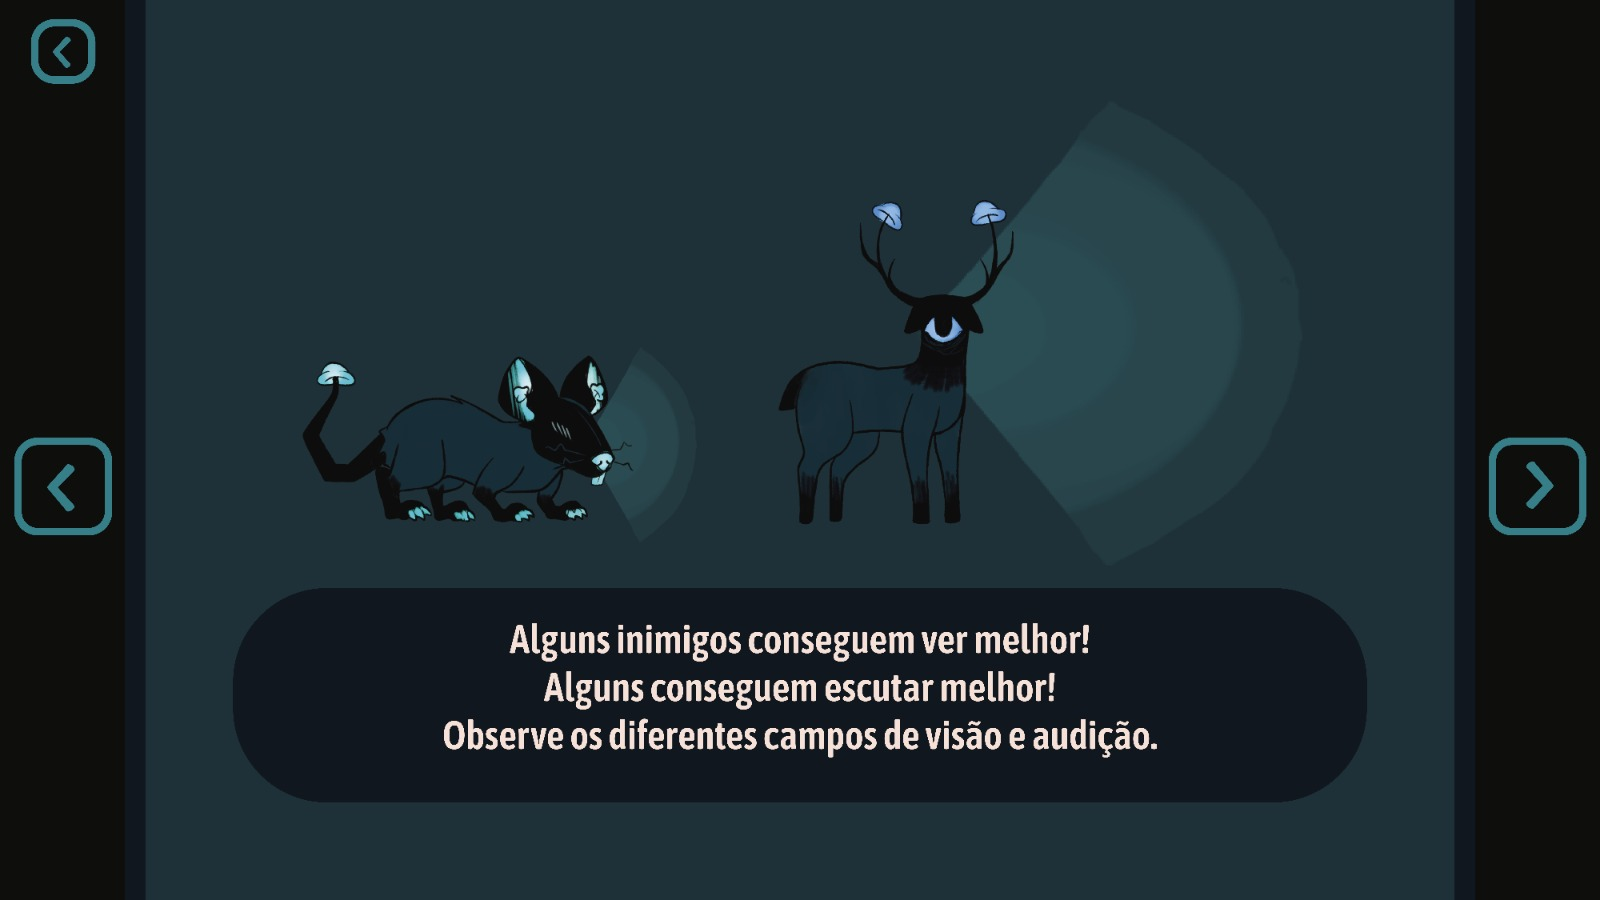 Alguns inimigos conseguem ver melhor!
Alguns conseguem escutar melhor!
Observe os diferentes campos de visão e audição.